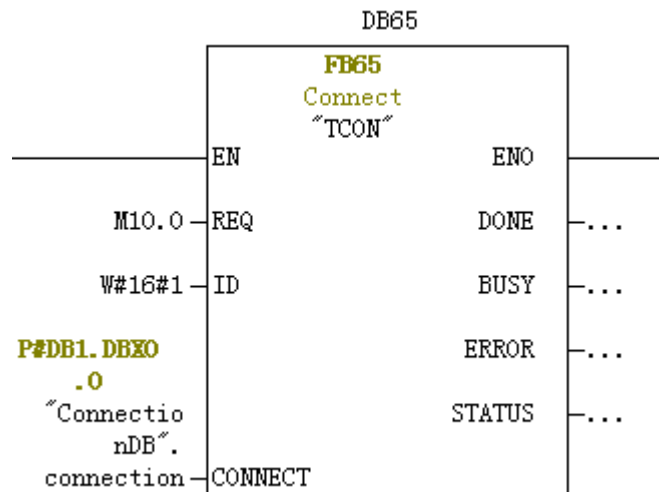 DB65
FB65
Connect
"TCON"
EN ENO
M10.0 REQ DONE ...
W#16#1 ID BUSY ...
P#DB1.DBX0 ERROR ...
.0
"Connectio STATUS ...
nDB".
connection CONNECT